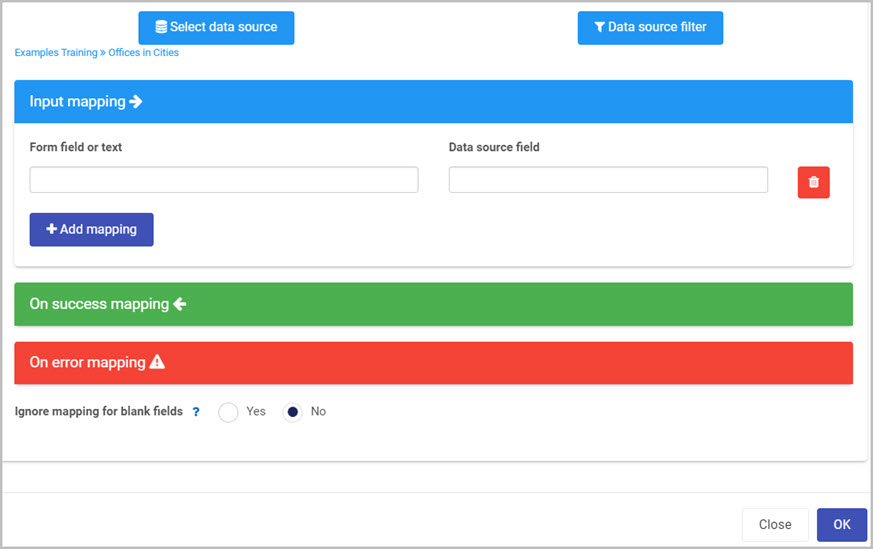 Select data source
Data source filter
Examples Training » Offices in Cities
Input mapping
Form field or text
Data source field
Add mapping
On success mapping
On error mapping
Ignore mapping for blank fields ? Yes No
Close
OK